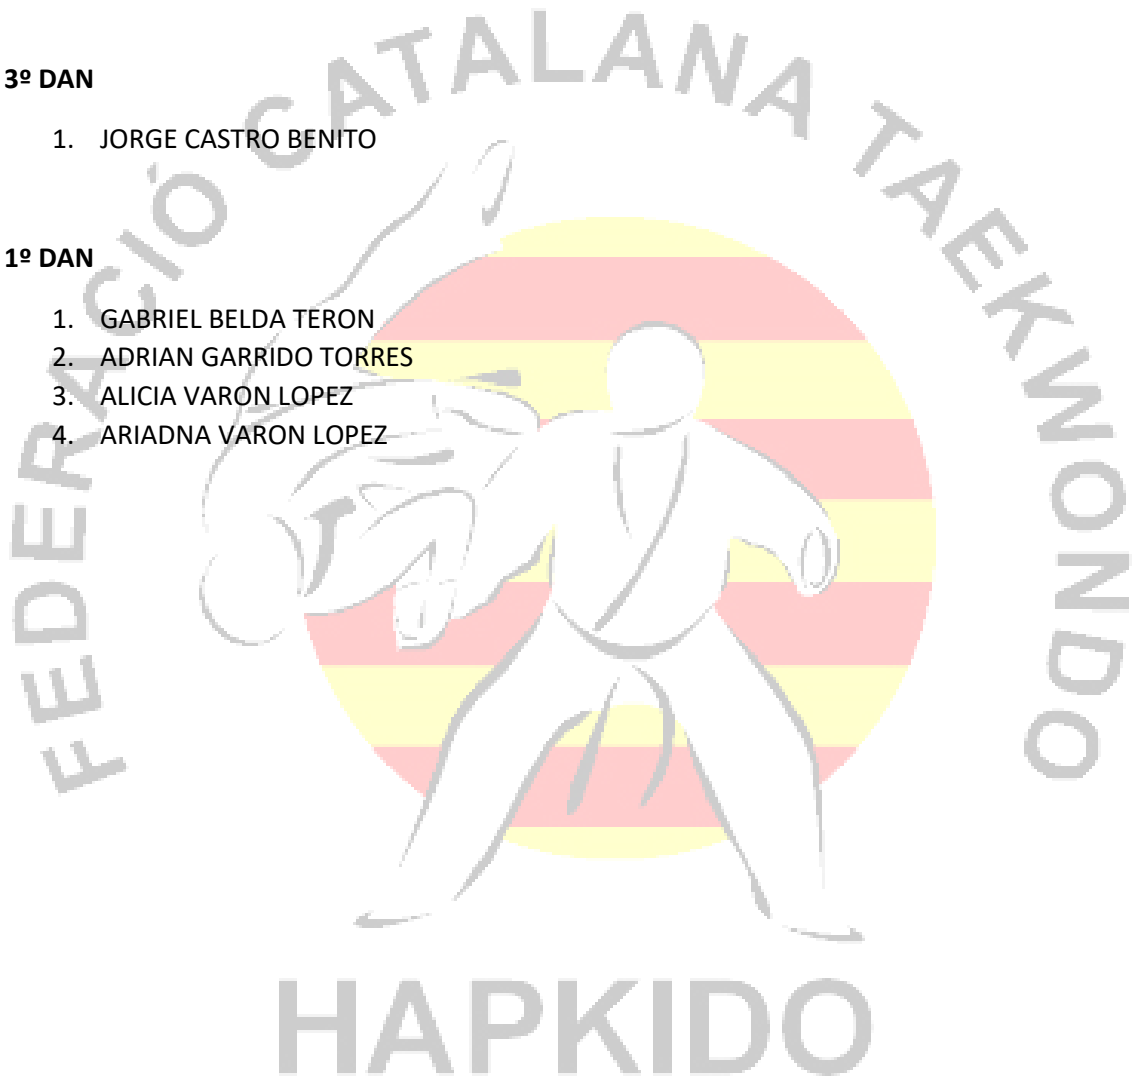 FEDERACIÓ CATALANA TAEKWONDO
3º DAN
1. JORGE CASTRO BENITO
1º DAN
1. GABRIEL BELDA TERON
2. ADRIAN GARRIDO TORRES
3. ALICIA VARON LOPEZ
4. ARIADNA VARON LOPEZ
HAPKIDO